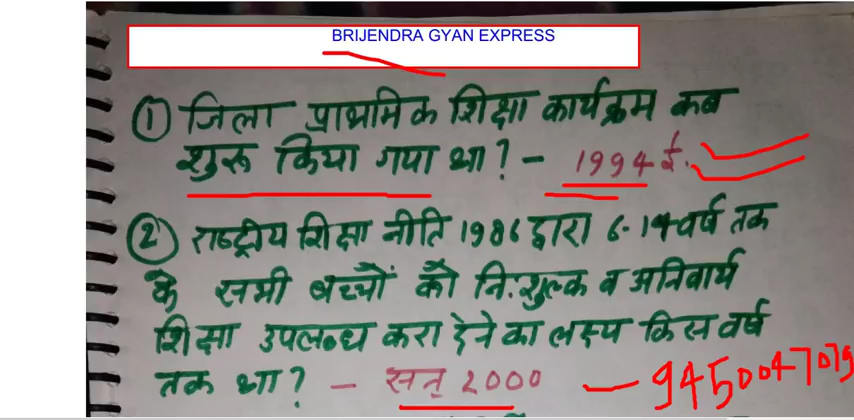 BRIJENDRA GYAN EXPRESS
① जिला प्राथमिक शिक्षा कार्यक्रम कब
शुरू किया गया था? – 1994 ई.
② राष्ट्रीय शिक्षा नीति 1986 द्वारा 6-14 वर्ष तक
के सभी बच्चों को नि:शुल्क व अनिवार्य
शिक्षा उपलब्ध करा देने का लक्ष्य किस वर्ष
तक था? – सन् 2000 — 9450047079